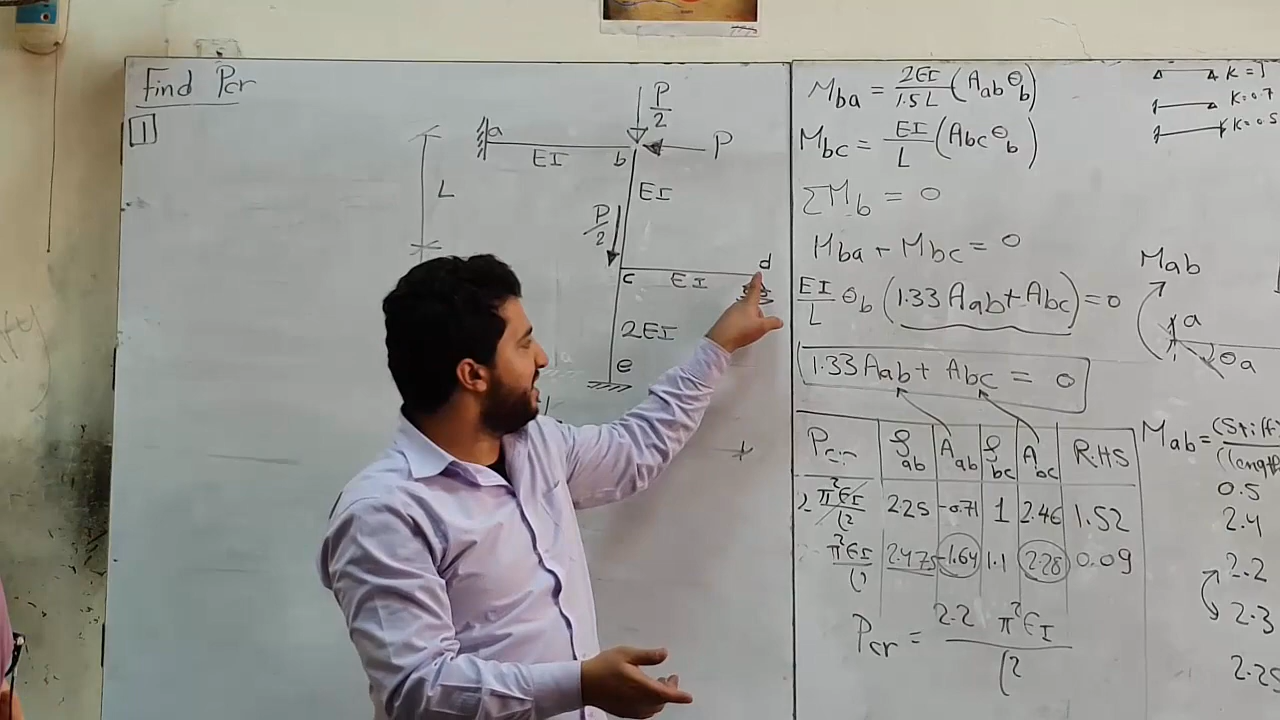 Find Pcr
1
P/2
a
EI
b
P
L
EI
P/2
d
c
EI
2EI
e
Mba = 2EI/1.5L (Aab θb)
Mbc = EI/L (Abc θb)
ΣMb = 0
Mba + Mbc = 0
EI/L θb (1.33 Aab + Abc) = 0
1.33 Aab + Abc = 0
Pcr ρab Aab ρbc Abc RHS
2 π²EI/L² 2.25 -0.71 1 2.46 1.52
π²EI/L² 2.475 -1.64 1.1 2.28 0.09
Pcr = 2.2 π²EI/L²
K=1
K=0.7
K=0.5
Mab
a
θa
Mab =
0.5
2.4
2.2
2.3
2.25